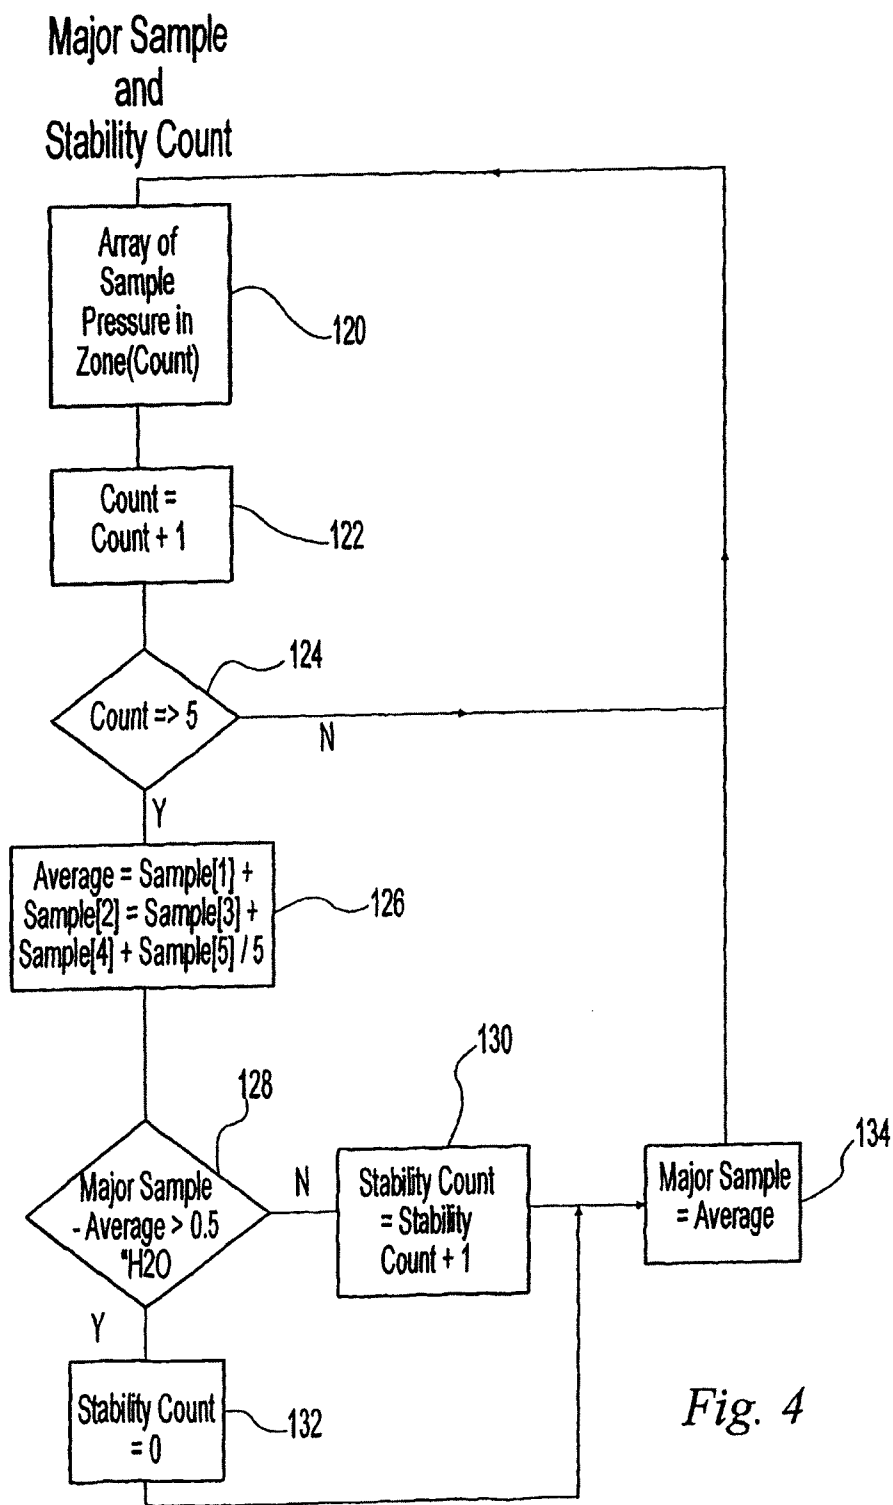 Major Sample
and
Stability Count
Array of
Sample
Pressure in
Zone(Count)
120
Count =
Count + 1
122
124
Count => 5
N
Y
Average = Sample[1] +
Sample[2] = Sample[3] +
Sample[4] + Sample[5] / 5
126
128
Major Sample
- Average > 0.5
"H2O
N
Y
130
Stability Count
= Stability
Count + 1
134
Major Sample
= Average
Stability Count
= 0
132
Fig. 4